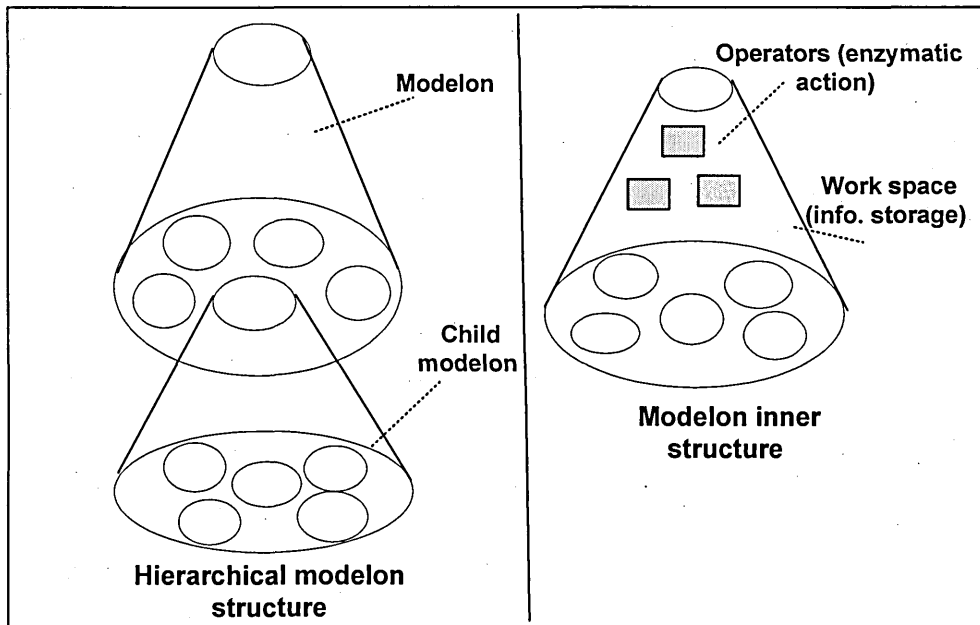 Modelon
Child
modelon
Hierarchical modelon
structure
Operators (enzymatic
action)
Work space
(info. storage)
Modelon inner
structure